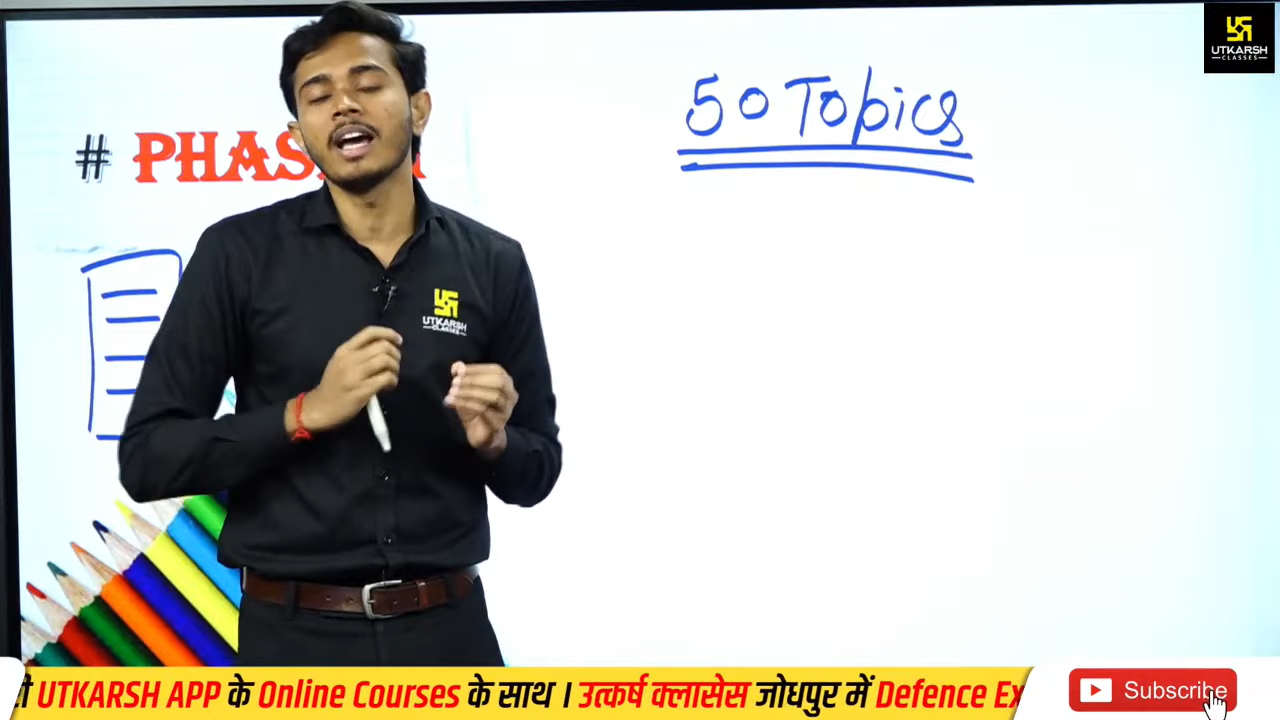 UTKARSH
CLASSES
50 Topics
# PHAS
UTKARSH
CLASSES
UTKARSH APP के Online Courses के साथ । उत्कर्ष क्लासेस जोधपुर में Defence Ex
Subscribe